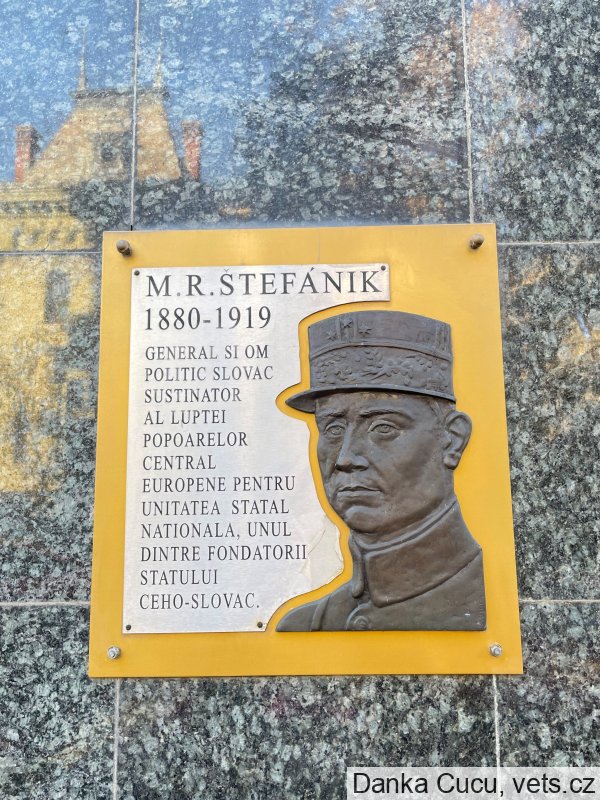 M.R.ŠTEFÁNIK
1880-1919
GENERAL SI OM
POLITIC SLOVAC
SUSTINATOR
AL LUPTEI
POPOARELOR
CENTRAL
EUROPENE PENTRU
UNITATEA STATAL
NATIONALA, UNUL
DINTRE FONDATORII
STATULUI
CEHO-SLOVAC.
Danka Cucu, vets.cz